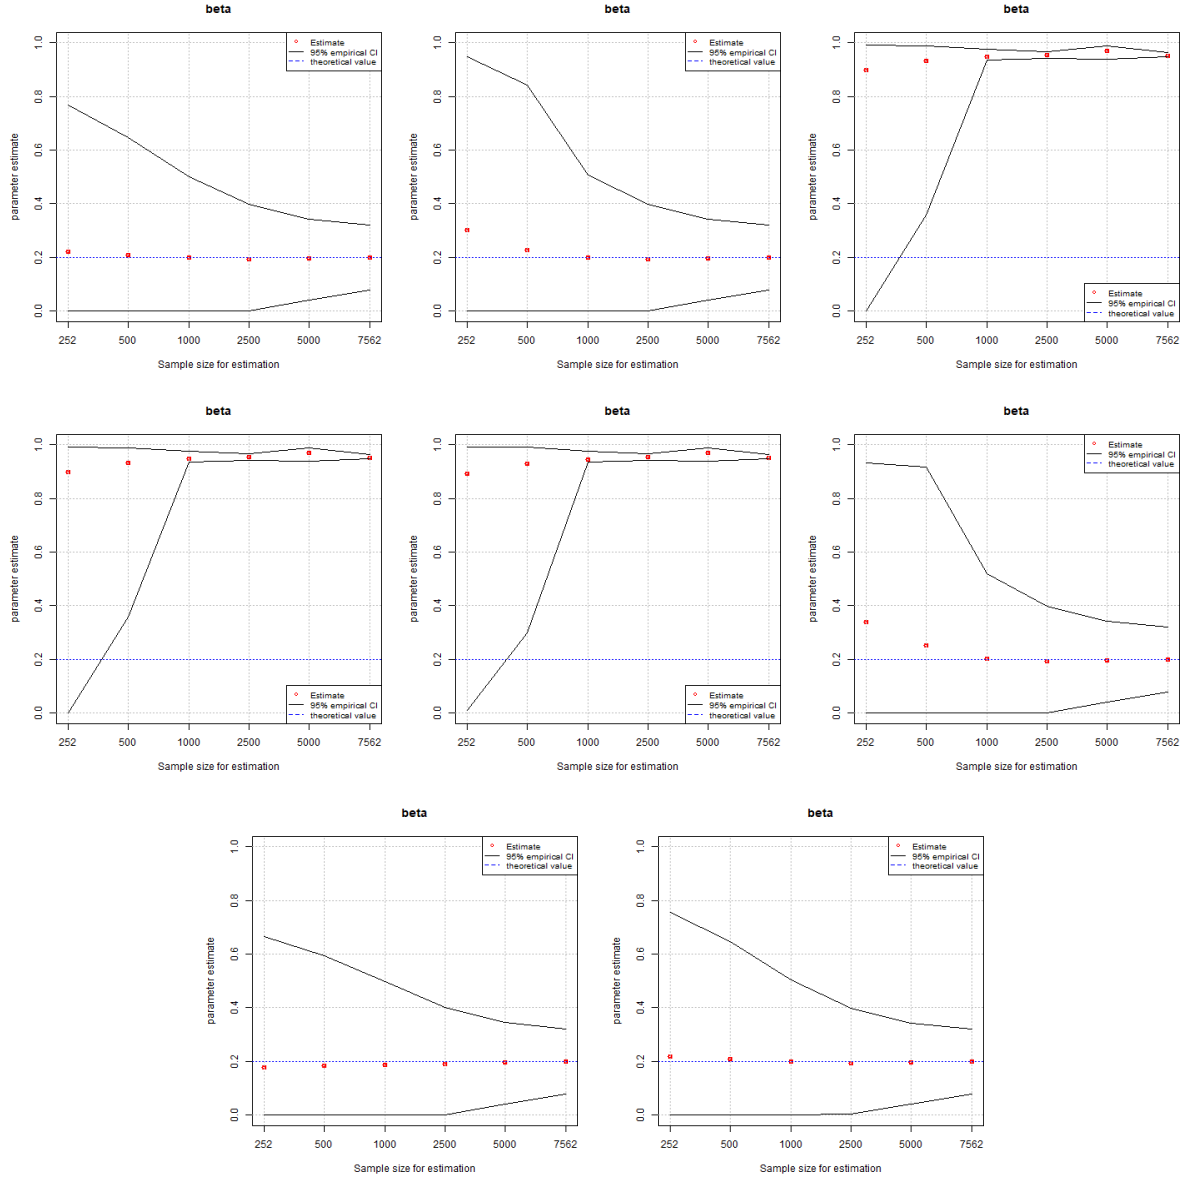 beta
Estimate
95% empirical CI
theoretical value
parameter estimate
1.0
0.8
0.6
0.4
0.2
0.0
252 500 1000 2500 5000 7562
Sample size for estimation
beta
Estimate
95% empirical CI
theoretical value
parameter estimate
1.0
0.8
0.6
0.4
0.2
0.0
252 500 1000 2500 5000 7562
Sample size for estimation
beta
parameter estimate
1.0
0.8
0.6
0.4
0.2
0.0
Estimate
95% empirical CI
theoretical value
252 500 1000 2500 5000 7562
Sample size for estimation
beta
parameter estimate
1.0
0.8
0.6
0.4
0.2
0.0
Estimate
95% empirical CI
theoretical value
252 500 1000 2500 5000 7562
Sample size for estimation
beta
parameter estimate
1.0
0.8
0.6
0.4
0.2
0.0
Estimate
95% empirical CI
theoretical value
252 500 1000 2500 5000 7562
Sample size for estimation
beta
Estimate
95% empirical CI
theoretical value
parameter estimate
1.0
0.8
0.6
0.4
0.2
0.0
252 500 1000 2500 5000 7562
Sample size for estimation
beta
Estimate
95% empirical CI
theoretical value
parameter estimate
1.0
0.8
0.6
0.4
0.2
0.0
252 500 1000 2500 5000 7562
Sample size for estimation
beta
Estimate
95% empirical CI
theoretical value
parameter estimate
1.0
0.8
0.6
0.4
0.2
0.0
252 500 1000 2500 5000 7562
Sample size for estimation